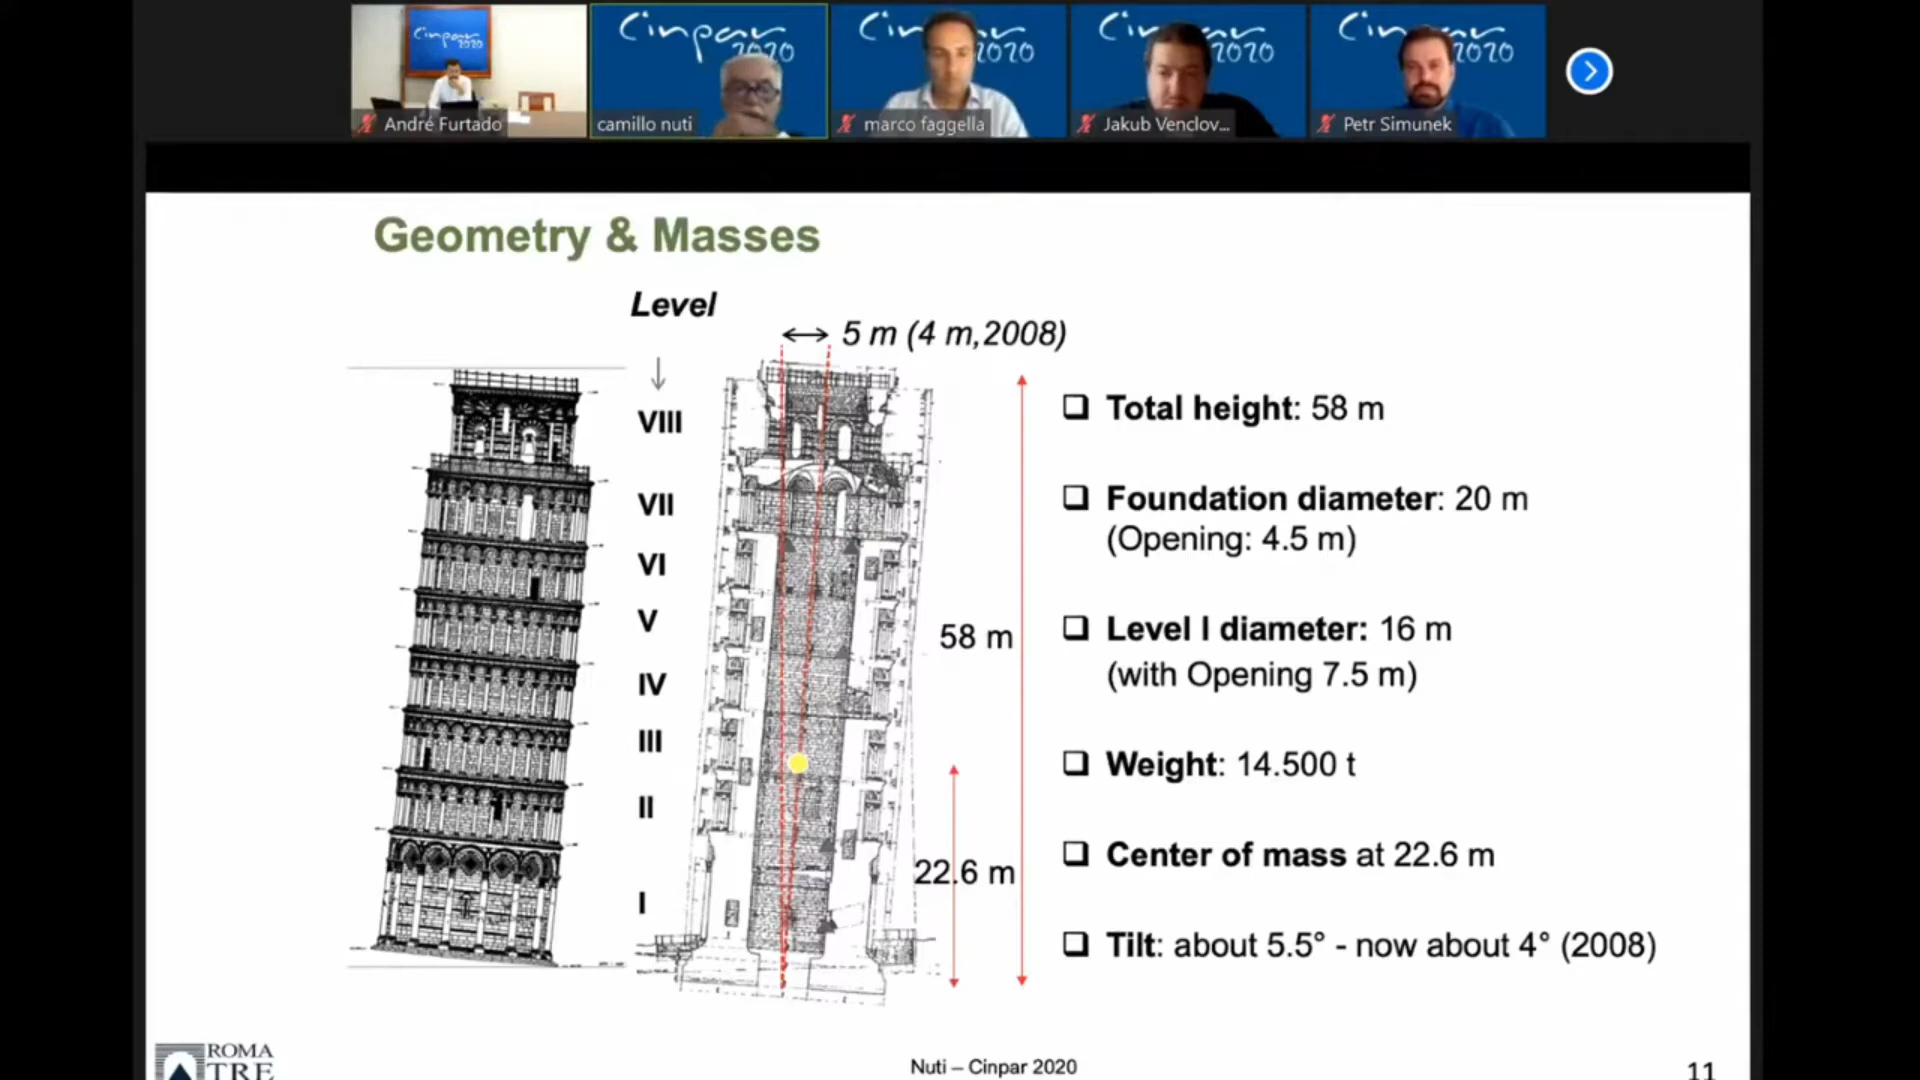 Cinpar
2020
André Furtado
Cinpar
2020
camillo nuti
2020
marco faggella
2020
Jakub Venclov...
2020
Petr Simunek
Geometry & Masses
Level
5 m (4 m,2008)
VIII
VII
VI
V
IV
III
II
I
58 m
22.6 m
❑ Total height: 58 m
❑ Foundation diameter: 20 m
(Opening: 4.5 m)
❑ Level I diameter: 16 m
(with Opening 7.5 m)
❑ Weight: 14.500 t
❑ Center of mass at 22.6 m
❑ Tilt: about 5.5° - now about 4° (2008)
ROMA
TRE
Nuti – Cinpar 2020
11